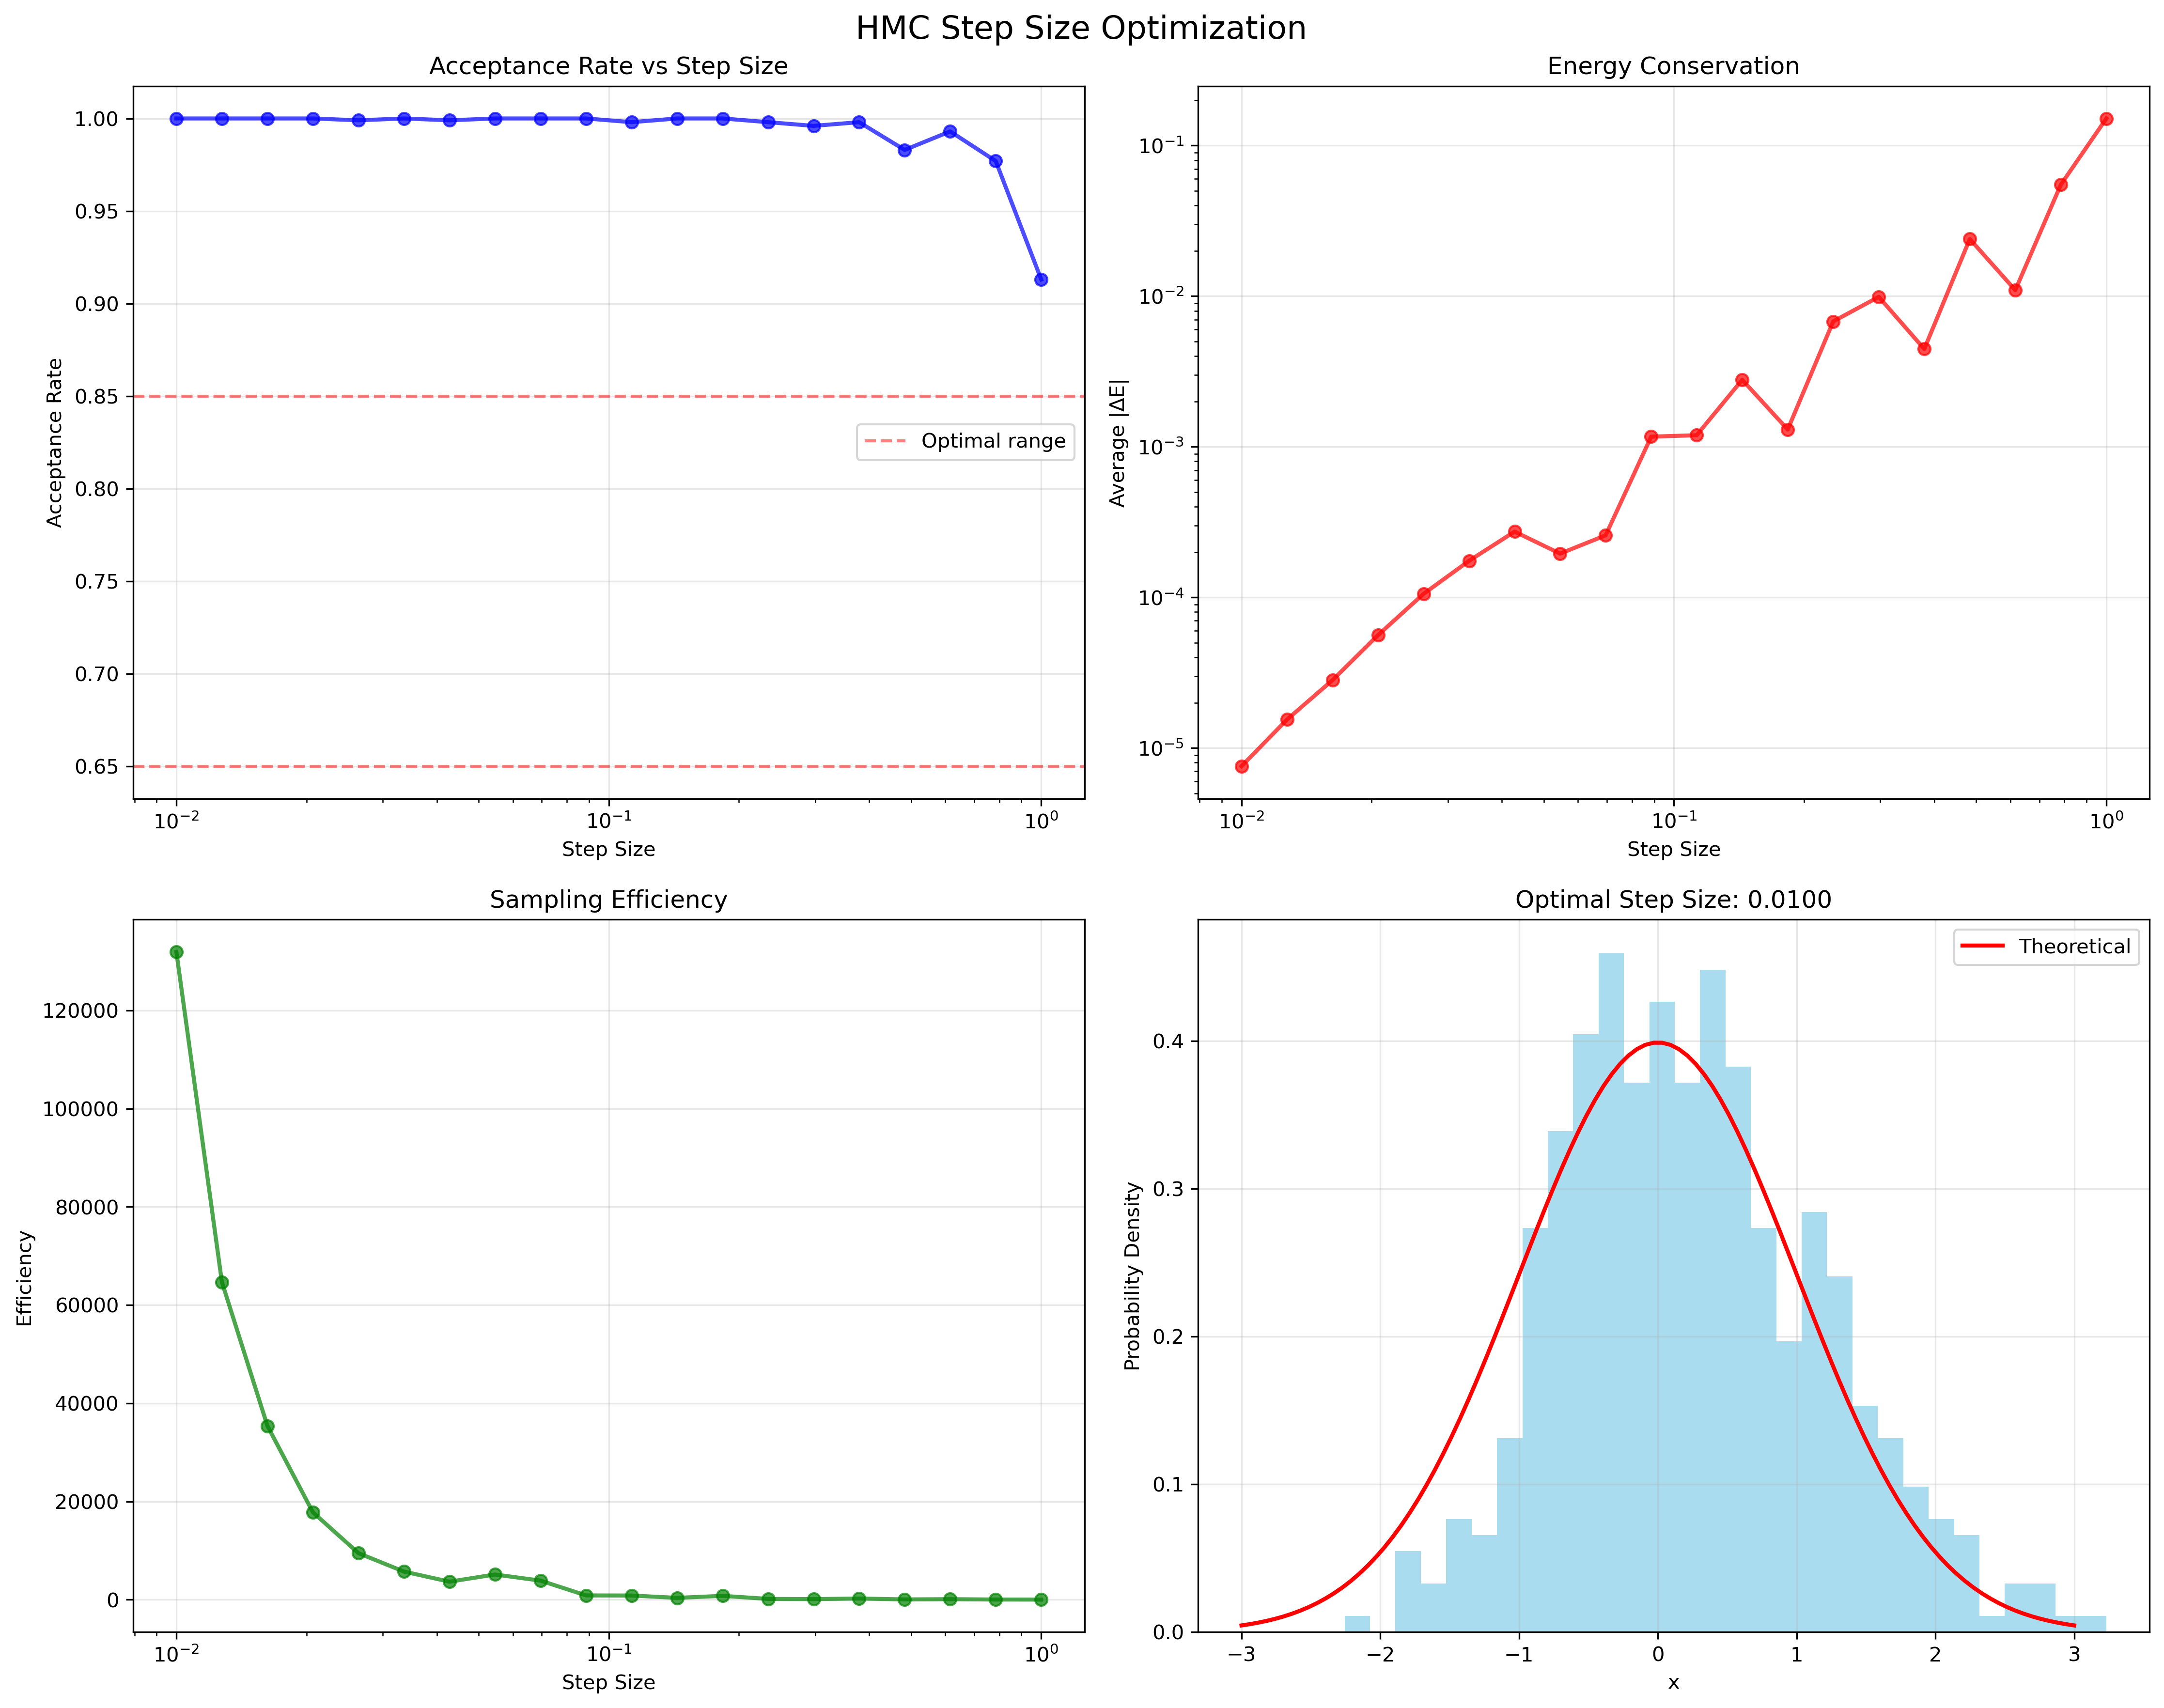 HMC Step Size Optimization
Acceptance Rate vs Step Size
Acceptance Rate
1.00
0.95
0.90
0.85
0.80
0.75
0.70
0.65
Optimal range
10⁻² 10⁻¹ 10⁰
Step Size
Energy Conservation
Average |ΔE|
10⁻¹
10⁻²
10⁻³
10⁻⁴
10⁻⁵
10⁻² 10⁻¹ 10⁰
Step Size
Sampling Efficiency
Efficiency
120000
100000
80000
60000
40000
20000
0
10⁻² 10⁻¹ 10⁰
Step Size
Optimal Step Size: 0.0100
Theoretical
Probability Density
0.4
0.3
0.2
0.1
0.0
−3 −2 −1 0 1 2 3
x